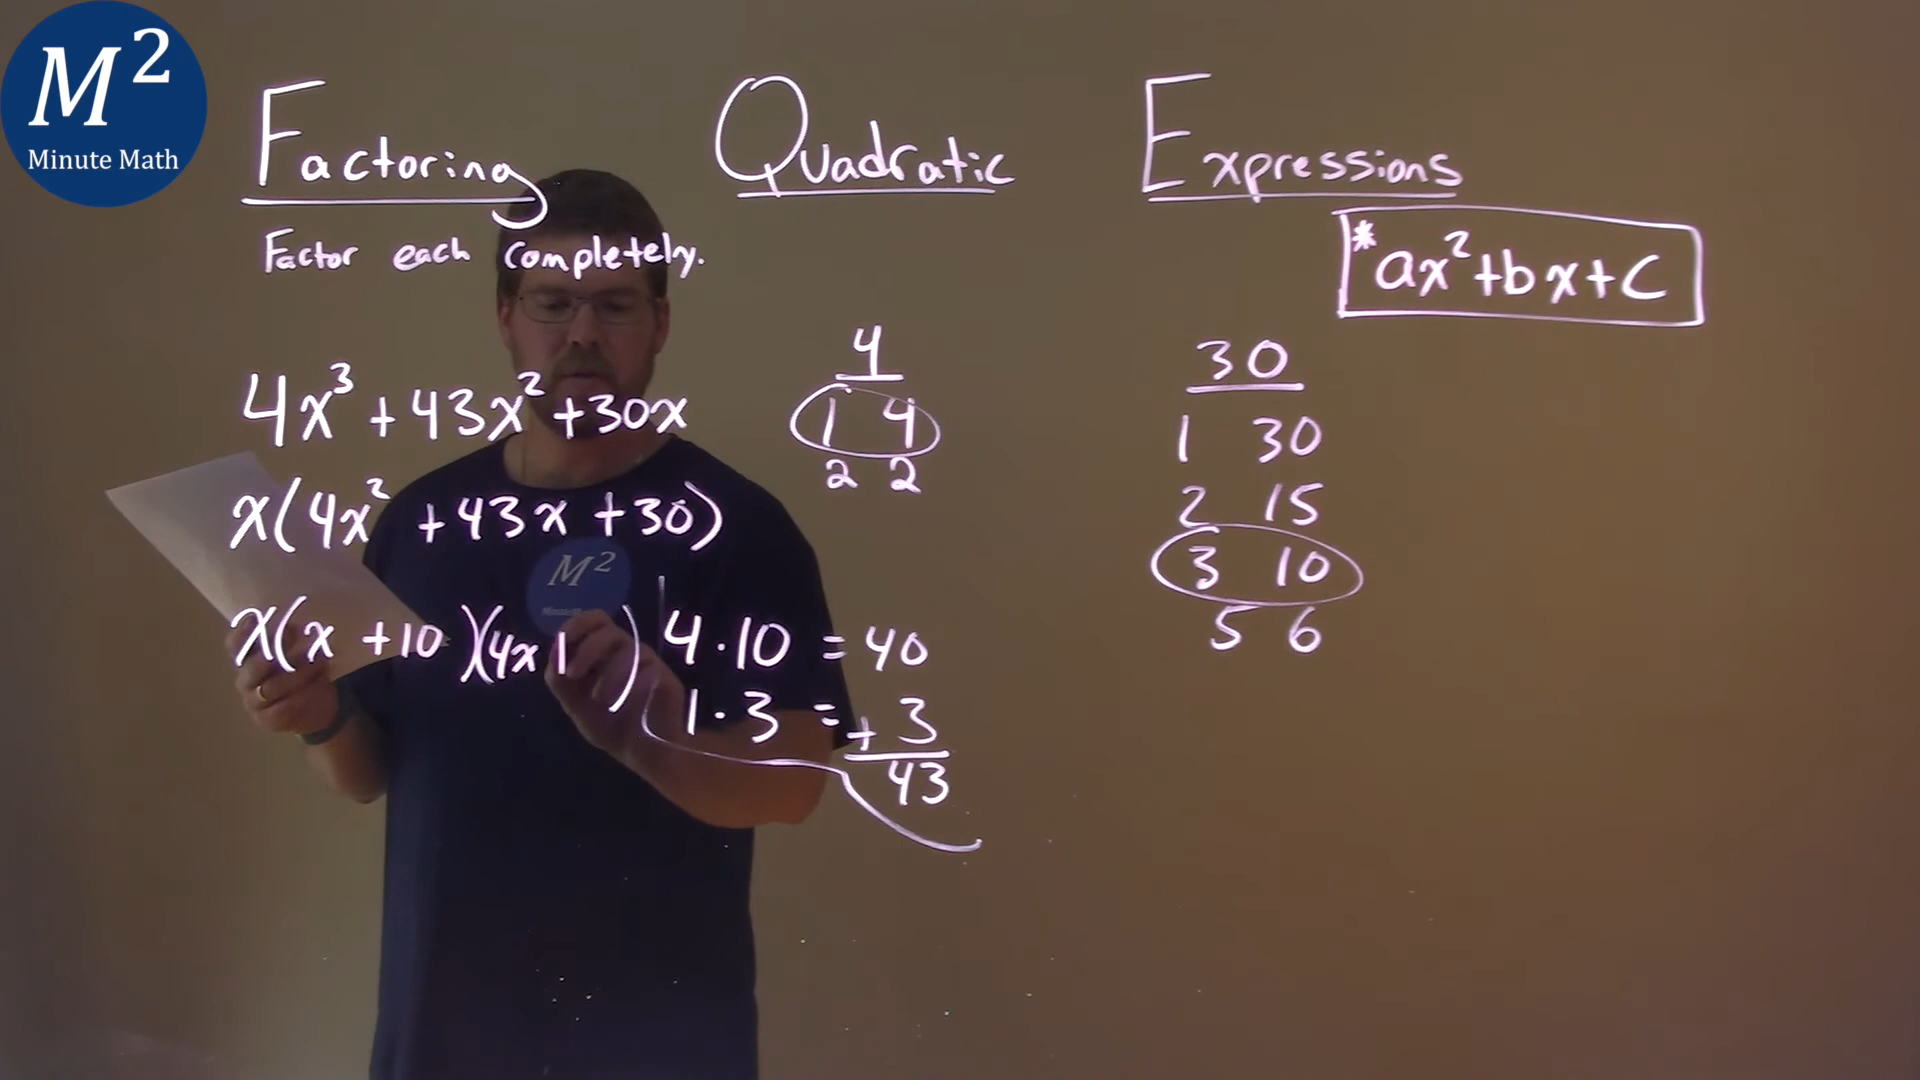 M²
Minute Math
Factoring Quadratic Expressions
Factor each completely.
*ax²+bx+c
4x³+43x²+30x
x(4x²+43x+30)
x(x+10)(4x 1 )
4
1 4
2 2
4·10 = 40
1·3 = +3
43
30
1 30
2 15
3 10
5 6
M²